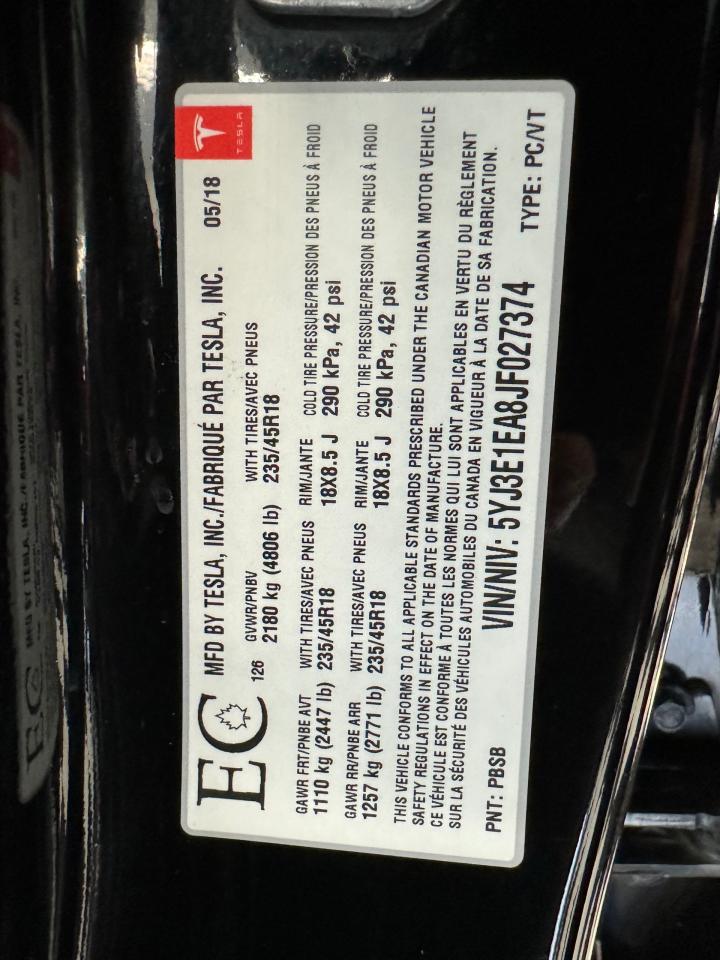 TESLA
EC
MFD BY TESLA, INC./FABRIQUÉ PAR TESLA, INC. 05/18
126 GVWR/PNBV WITH TIRES/AVEC PNEUS
2180 kg (4806 lb) 235/45R18
GAWR FRT/PNBE AVT WITH TIRES/AVEC PNEUS RIM/JANTE COLD TIRE PRESSURE/PRESSION DES PNEUS À FROID
1110 kg (2447 lb) 235/45R18 18X8.5 J 290 kPa, 42 psi
GAWR RR/PNBE ARR WITH TIRES/AVEC PNEUS RIM/JANTE COLD TIRE PRESSURE/PRESSION DES PNEUS À FROID
1257 kg (2771 lb) 235/45R18 18X8.5 J 290 kPa, 42 psi
THIS VEHICLE CONFORMS TO ALL APPLICABLE STANDARDS PRESCRIBED UNDER THE CANADIAN MOTOR VEHICLE
SAFETY REGULATIONS IN EFFECT ON THE DATE OF MANUFACTURE.
CE VÉHICULE EST CONFORME À TOUTES LES NORMES QUI LUI SONT APPLICABLES EN VERTU DU RÈGLEMENT
SUR LA SÉCURITÉ DES VÉHICULES AUTOMOBILES DU CANADA EN VIGUEUR À LA DATE DE SA FABRICATION.
PNT: PBSB VIN/NIV: 5YJ3E1EA8JF027374 TYPE: PC/VT